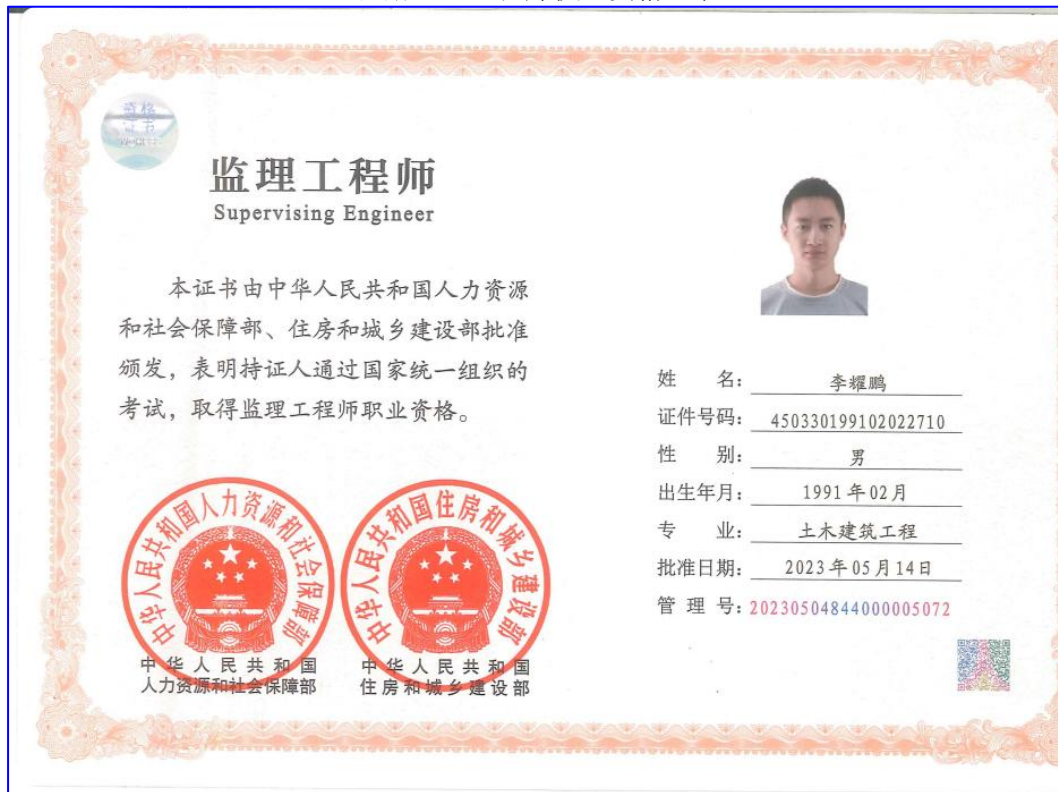 监理工程师
Supervising Engineer
本证书由中华人民共和国人力资源
和社会保障部、住房和城乡建设部批准
颁发，表明持证人通过国家统一组织的
考试，取得监理工程师职业资格。
姓 名：李耀鹏
证件号码：450330199102022710
性 别：男
出生年月：1991年02月
专 业：土木建筑工程
批准日期：2023年05月14日
管 理 号：20230504844000005072
中华人民共和国人力资源和社会保障部
中华人民共和国住房和城乡建设部
中华人民共和国
人力资源和社会保障部
中华人民共和国
住房和城乡建设部